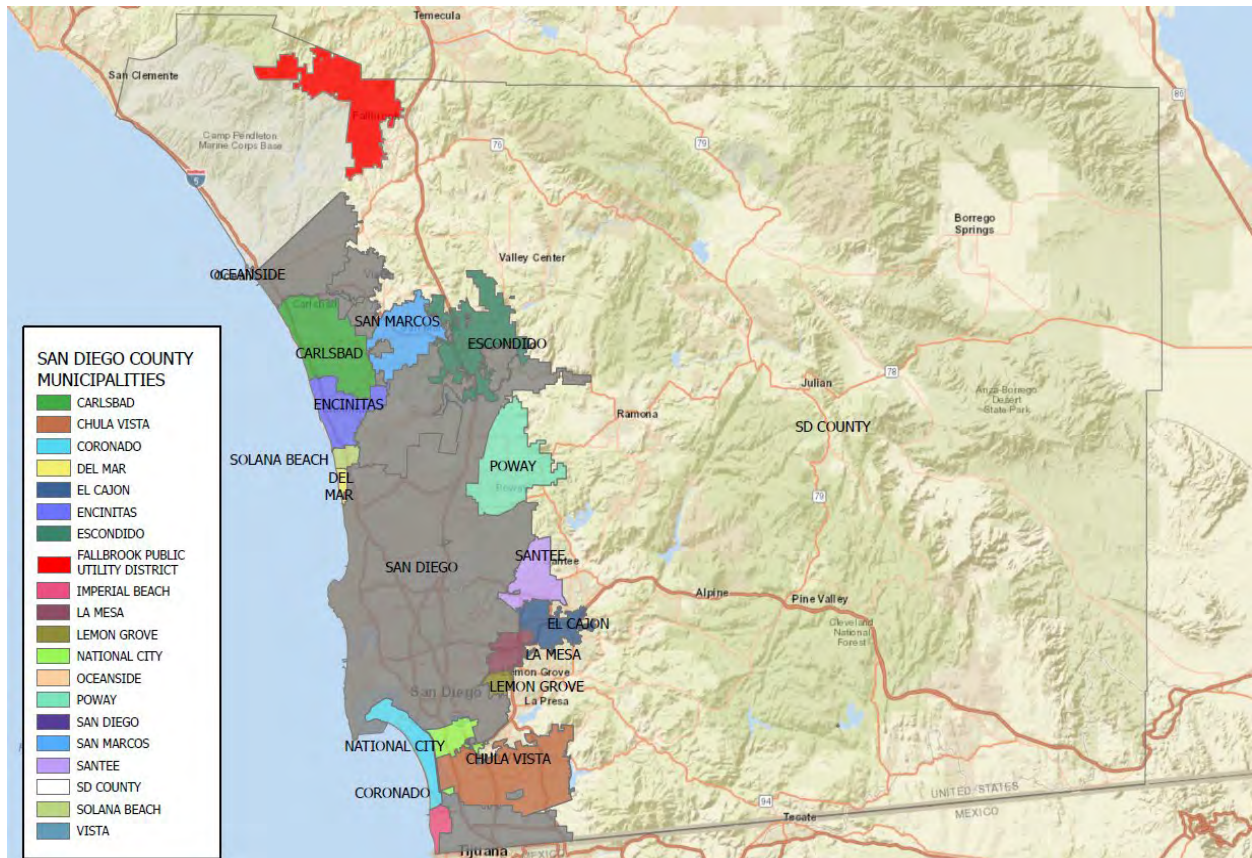 Temecula
San Clemente
Fallbrook
Camp Pendleton
Marine Corps Base
76
79
86
5
Borrego
Springs
Valley Center
OCEANSIDE
Vista
Carlsbad
SAN MARCOS
CARLSBAD
ESCONDIDO
ENCINITAS
78
Julian
Anza-Borrego
Desert
State Park
Ramona
SD COUNTY
SOLANA BEACH
POWAY
Poway
DEL
MAR
79
SAN DIEGO
SANTEE
Alpine
Pine Valley
EL CAJON
Cleveland
National
Forest
LA MESA
Lemon Grove
LEMON GROVE
San Diego
La Presa
NATIONAL CITY
CHULA VISTA
CORONADO
94
UNITED STATES
MEXICO
Tecate
Tijuana
MEXICO
SAN DIEGO COUNTY
MUNICIPALITIES
CARLSBAD
CHULA VISTA
CORONADO
DEL MAR
EL CAJON
ENCINITAS
ESCONDIDO
FALLBROOK PUBLIC
UTILITY DISTRICT
IMPERIAL BEACH
LA MESA
LEMON GROVE
NATIONAL CITY
OCEANSIDE
POWAY
SAN DIEGO
SAN MARCOS
SANTEE
SD COUNTY
SOLANA BEACH
VISTA